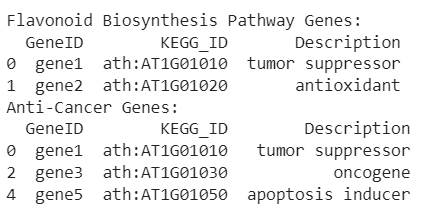 Flavonoid Biosynthesis Pathway Genes:
GeneID KEGG_ID Description
0 gene1 ath:AT1G01010 tumor suppressor
1 gene2 ath:AT1G01020 antioxidant
Anti-Cancer Genes:
GeneID KEGG_ID Description
0 gene1 ath:AT1G01010 tumor suppressor
2 gene3 ath:AT1G01030 oncogene
4 gene5 ath:AT1G01050 apoptosis inducer